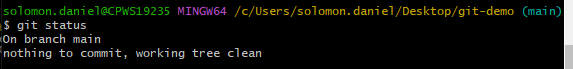 solomon.daniel@CPWS19235 MINGW64 /c/Users/solomon.daniel/Desktop/git-demo (main)
$ git status
On branch main
nothing to commit, working tree clean